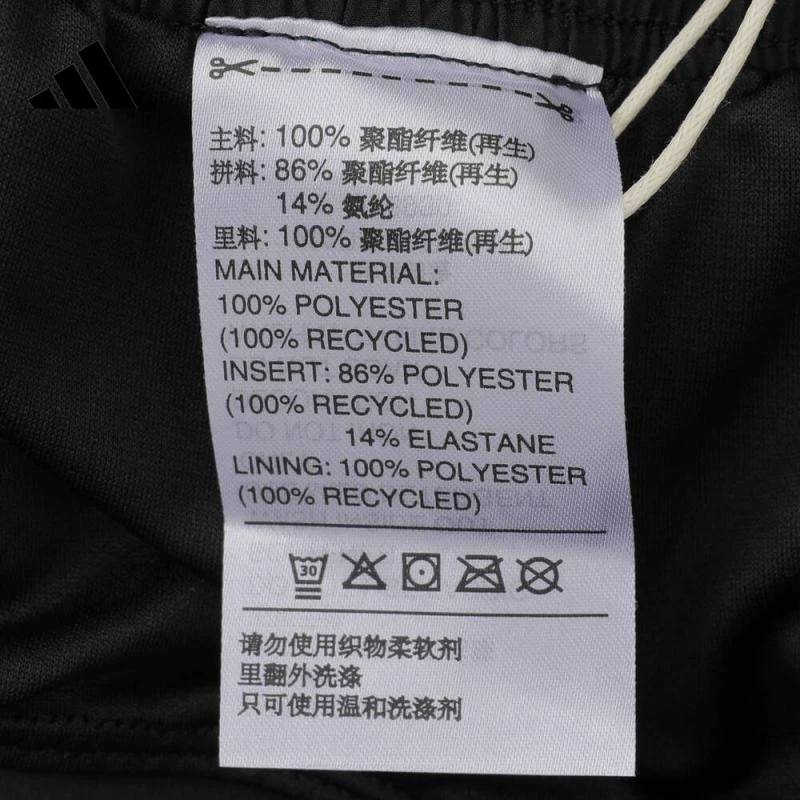 主料: 100% 聚酯纤维(再生)
拼料: 86% 聚酯纤维(再生)
14% 氨纶
里料: 100% 聚酯纤维(再生)
MAIN MATERIAL:
100% POLYESTER
(100% RECYCLED)
INSERT: 86% POLYESTER
(100% RECYCLED)
14% ELASTANE
LINING: 100% POLYESTER
(100% RECYCLED)
30
请勿使用织物柔软剂
里翻外洗涤
只可使用温和洗涤剂